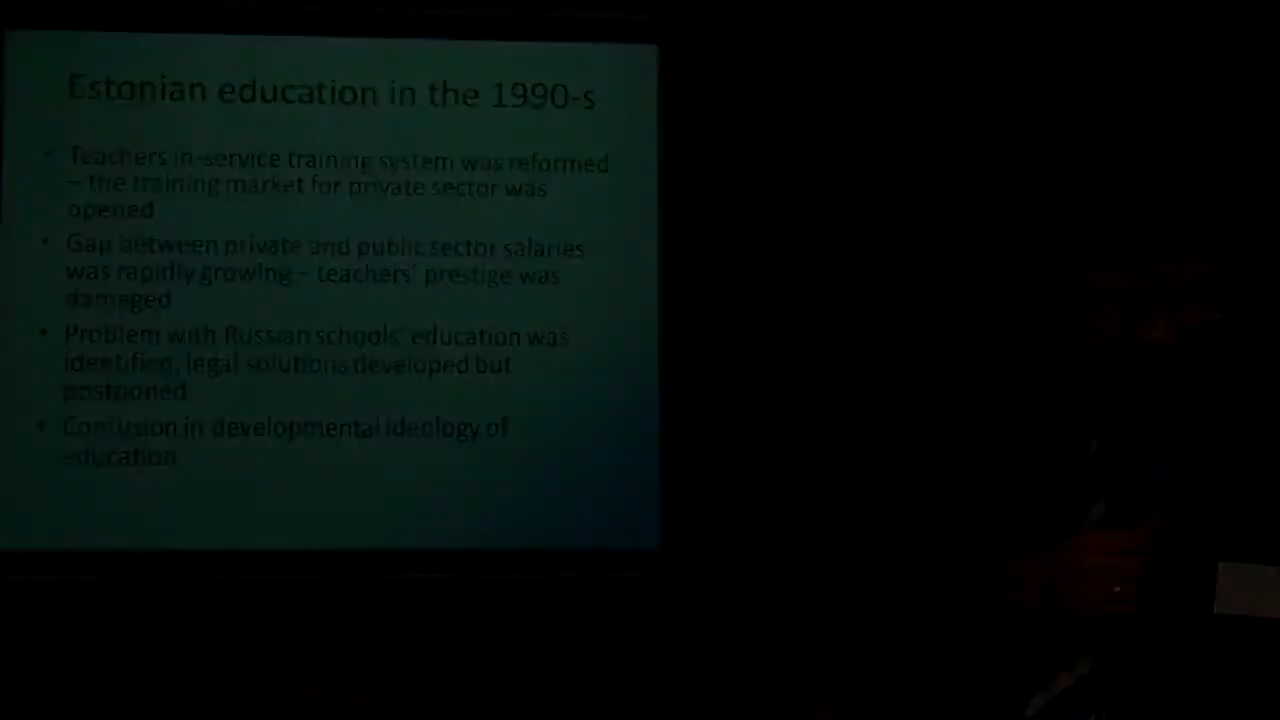 Estonian education in the 1990-s
• Teachers in-service training system was reformed
– the training market for private sector was
opened
• Gap between private and public sector salaries
was rapidly growing – teachers' prestige was
damaged
• Problem with Russian schools' education was
identified, legal solutions developed but
postponed
• Confusion in developmental ideology of
education